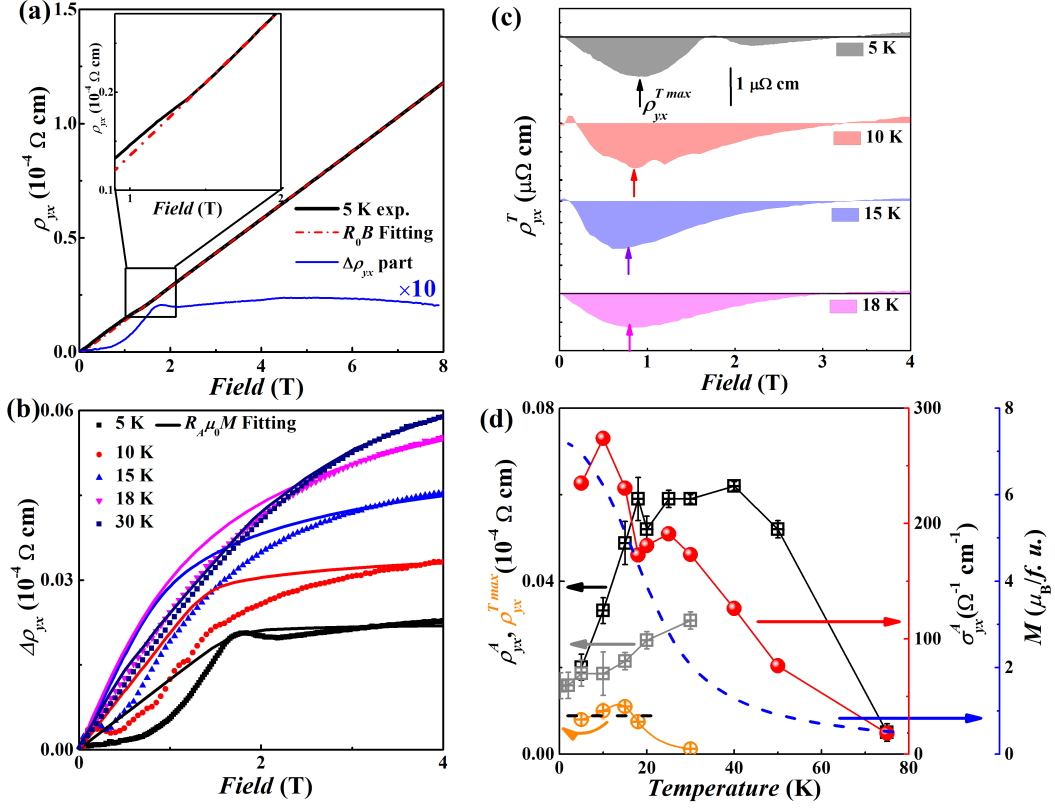 (a)
1.5
1.0
0.5
0.0
ρyx (10⁻⁴ Ω cm)
0.2
0.1
ρyx (10⁻⁴ Ω cm)
1
2
Field (T)
5 K exp.
R₀B Fitting
Δρyx part
×10
0
2
4
6
8
Field (T)
(c)
5 K
1 μΩ cm
ρyx^T max
10 K
15 K
18 K
ρyx^T (μΩ cm)
0
1
2
3
4
Field (T)
(b)
0.06
0.03
0.00
Δρyx (10⁻⁴ Ω cm)
5 K
R_Aμ₀M Fitting
10 K
15 K
18 K
30 K
0
2
4
Field (T)
(d)
0.08
0.04
0.00
ρyx^A, ρyx^T max (10⁻⁴ Ω cm)
300
200
100
0
σyx^A (Ω⁻¹ cm⁻¹)
8
6
4
2
0
M (μB/f. u.)
0
20
40
60
80
Temperature (K)